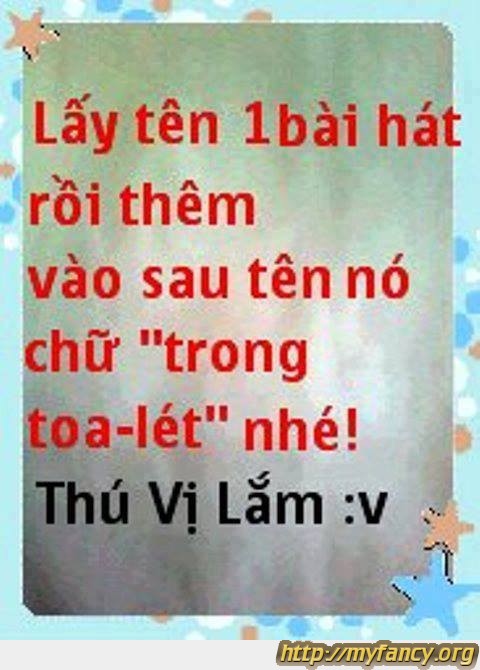 Lấy tên 1bài hát
rồi thêm
vào sau tên nó
chữ "trong
toa-lét" nhé!
Thú Vị Lắm :v
http://myfancy.org